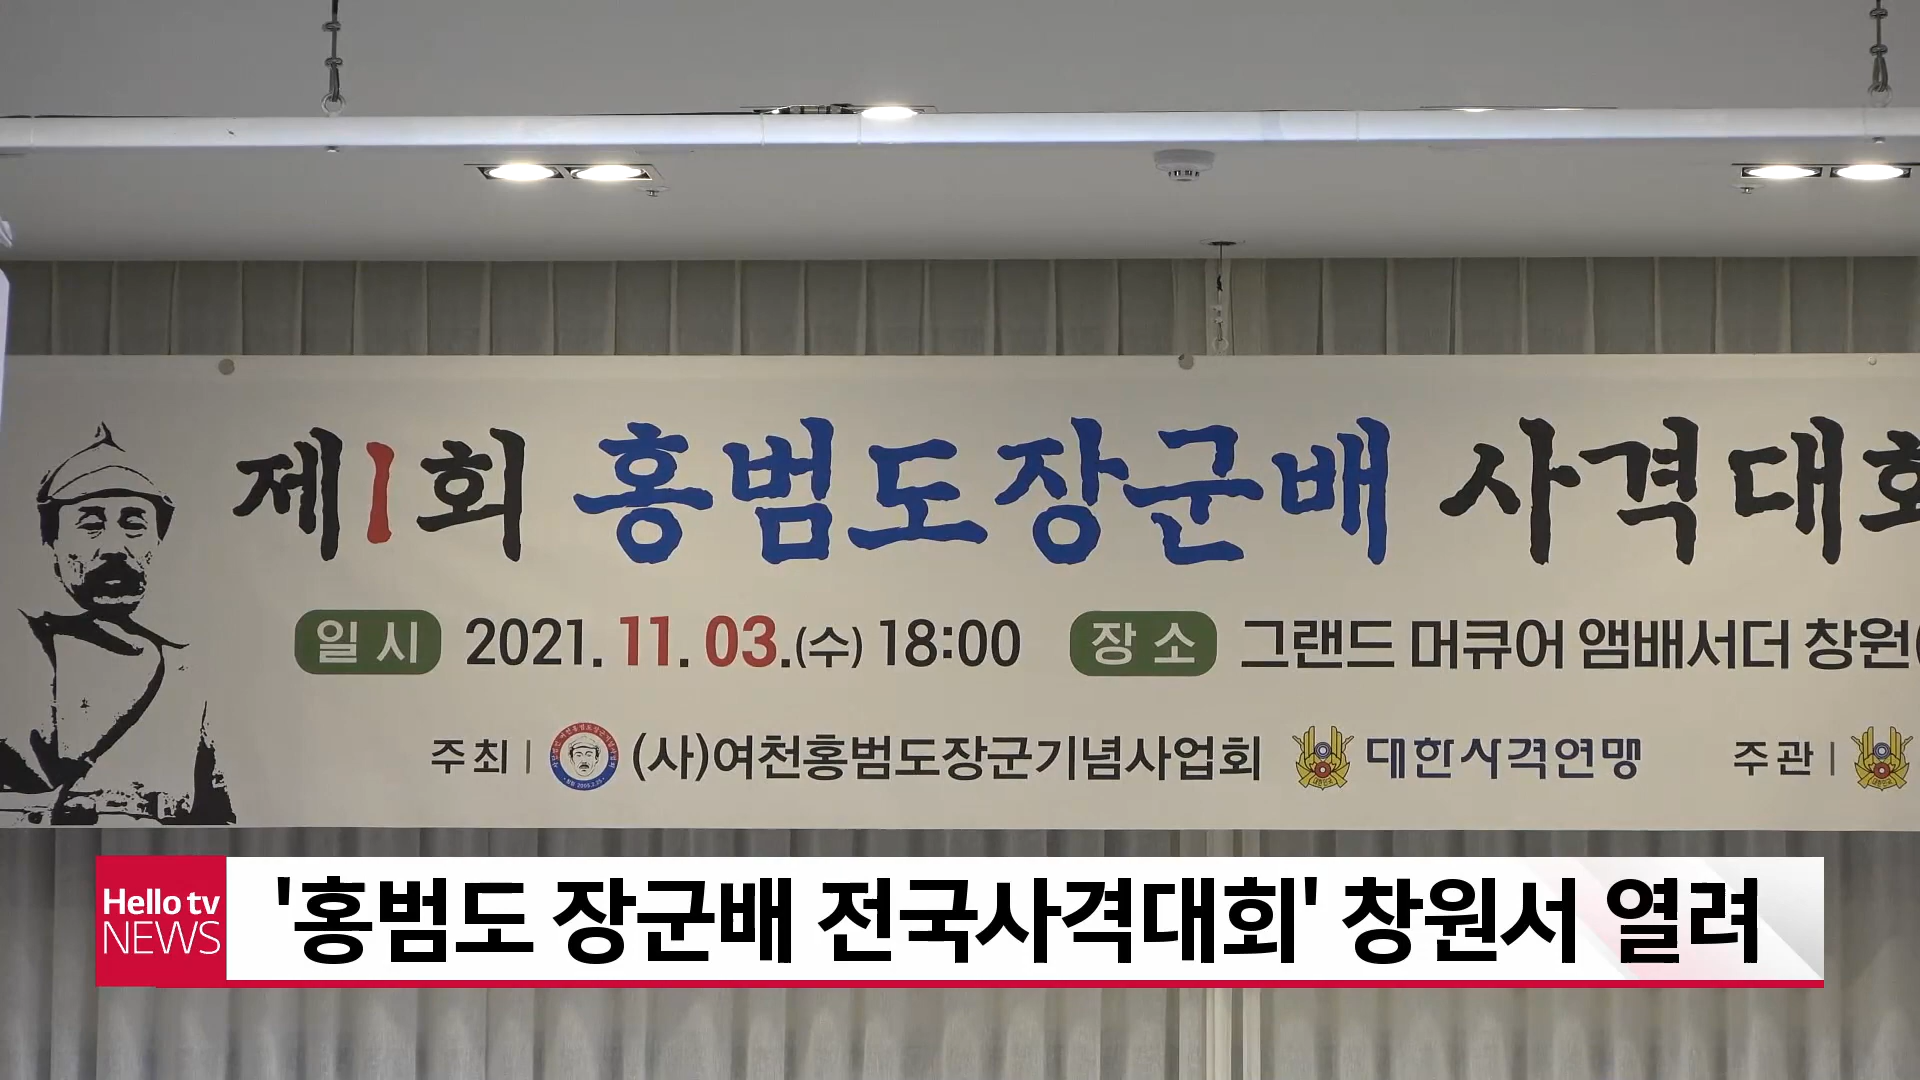 제1회 홍범도장군배 사격대회
일시 2021. 11. 03.(수) 18:00 장소 그랜드 머큐어 앰배서더 창원(
주최 | (사)여천홍범도장군기념사업회 대한사격연맹 주관 |
Hello tv
NEWS
'홍범도 장군배 전국사격대회' 창원서 열려